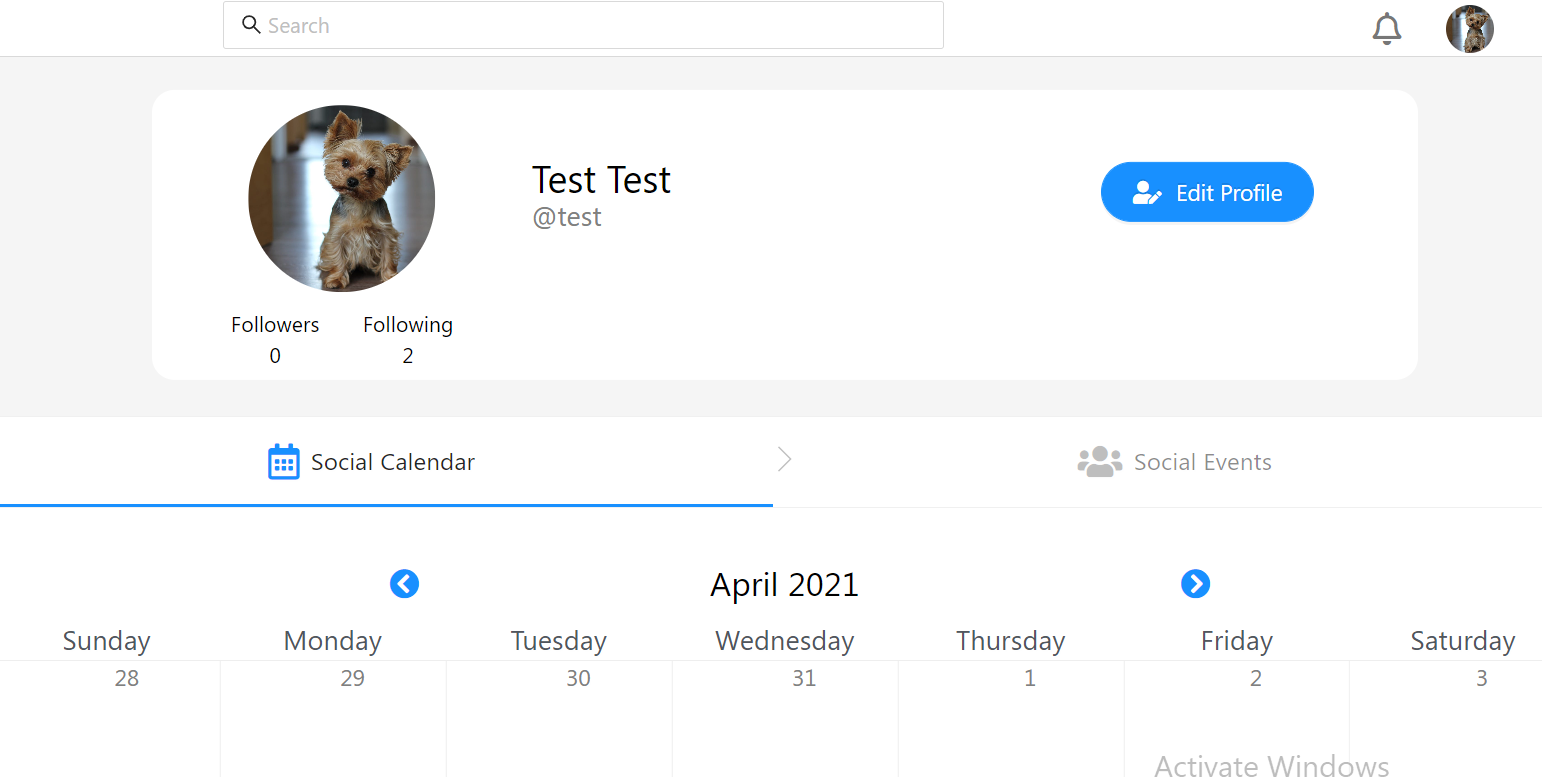 Search
Test Test
@test
Edit Profile
Followers Following
0 2
Social Calendar Social Events
April 2021
Sunday Monday Tuesday Wednesday Thursday Friday Saturday
28 29 30 31 1 2 3
Activate Windows